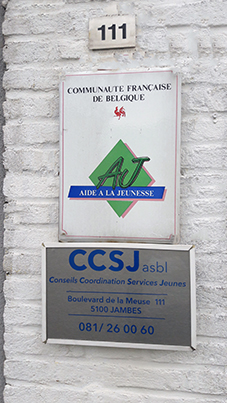 111
COMMUNAUTE FRANÇAISE
DE BELGIQUE
AJ
AIDE A LA JEUNESSE
CCSJ asbl
Conseils Coordination Services Jeunes
Boulevard de la Meuse 111
5100 JAMBES
081/ 26 00 60